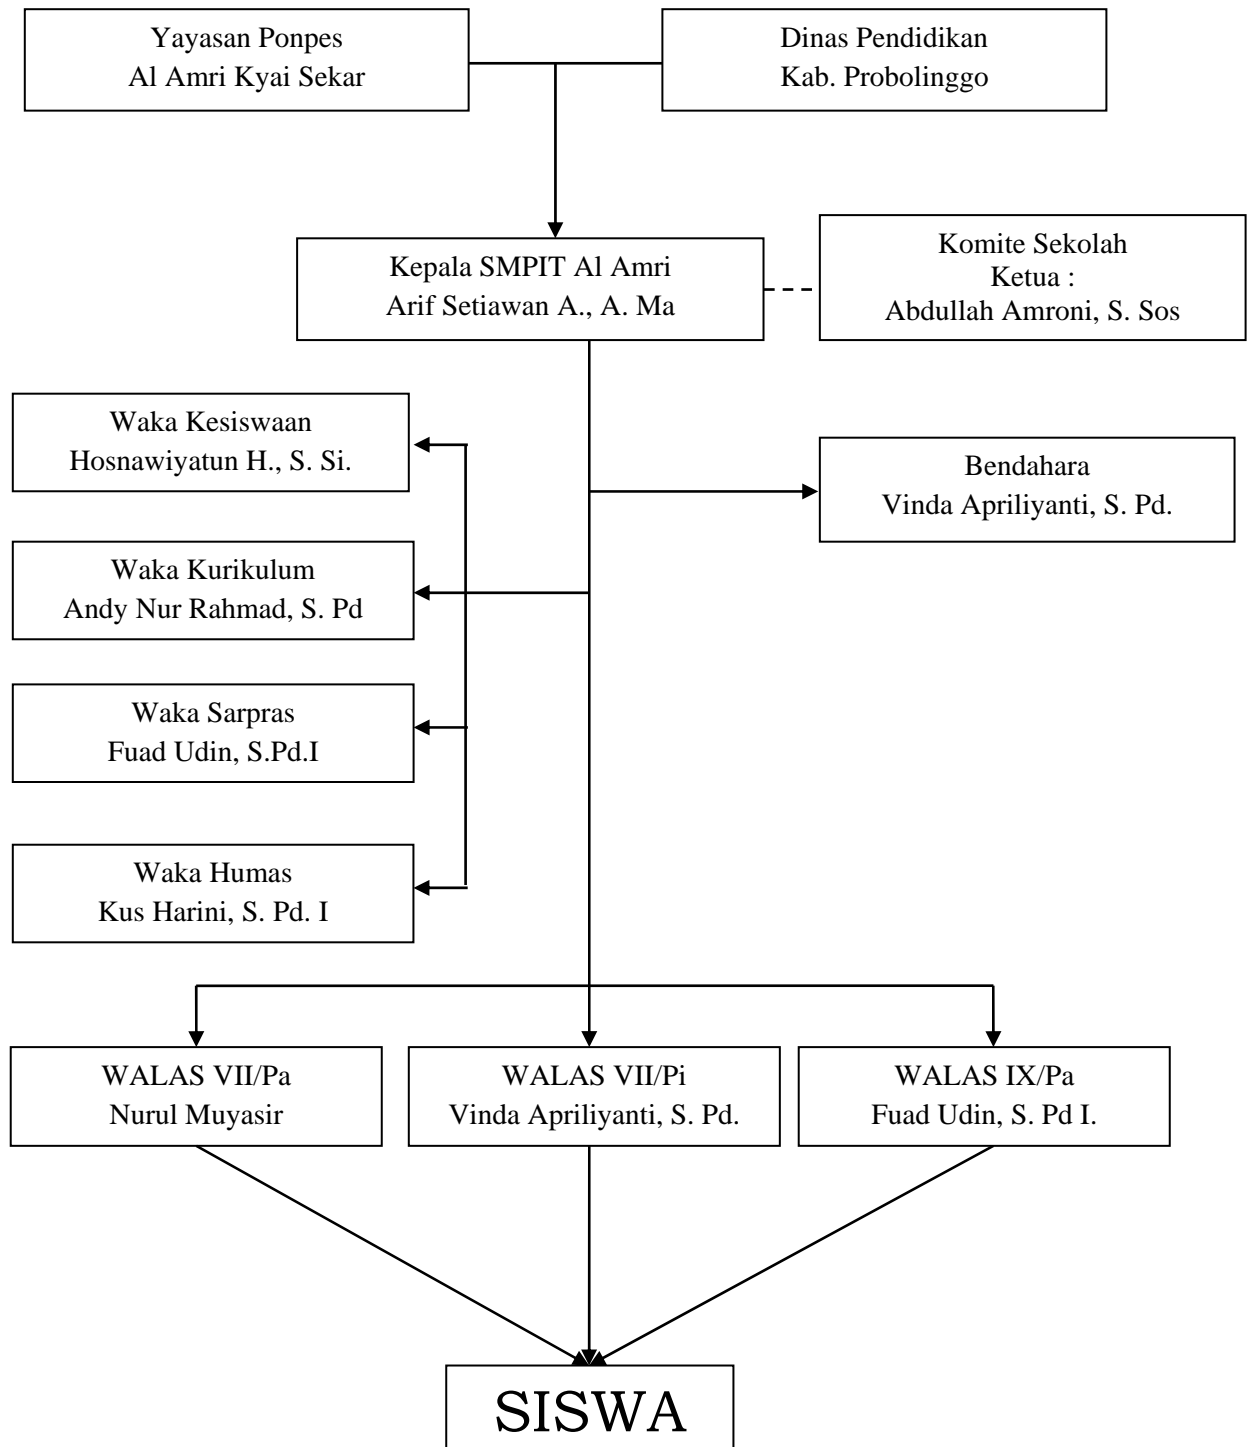 Yayasan Ponpes
Al Amri Kyai Sekar
Dinas Pendidikan
Kab. Probolinggo
Kepala SMPIT Al Amri
Arif Setiawan A., A. Ma
Komite Sekolah
Ketua :
Abdullah Amroni, S. Sos
Waka Kesiswaan
Hosnawiyatun H., S. Si.
Bendahara
Vinda Apriliyanti, S. Pd.
Waka Kurikulum
Andy Nur Rahmad, S. Pd
Waka Sarpras
Fuad Udin, S.Pd.I
Waka Humas
Kus Harini, S. Pd. I
WALAS VII/Pa
Nurul Muyasir
WALAS VII/Pi
Vinda Apriliyanti, S. Pd.
WALAS IX/Pa
Fuad Udin, S. Pd I.
SISWA